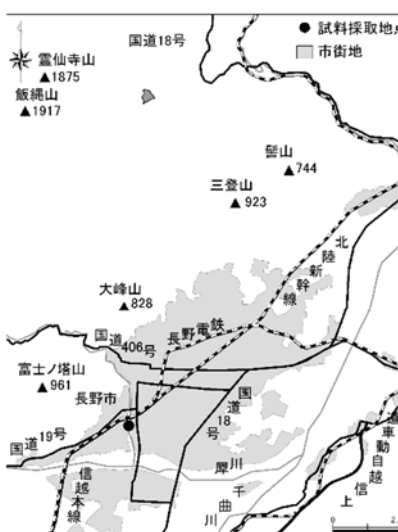 国道18号
● 試料採取地点
市街地
霊仙寺山
▲1875
飯縄山
▲1917
髻山
▲744
三登山
▲923
大峰山
▲828
北陸新幹線
長野電鉄
国道406号
富士ノ塔山
▲961
長野市
国道18号
国道19号
犀川
千曲川
信越本線
上信越自動車道
0